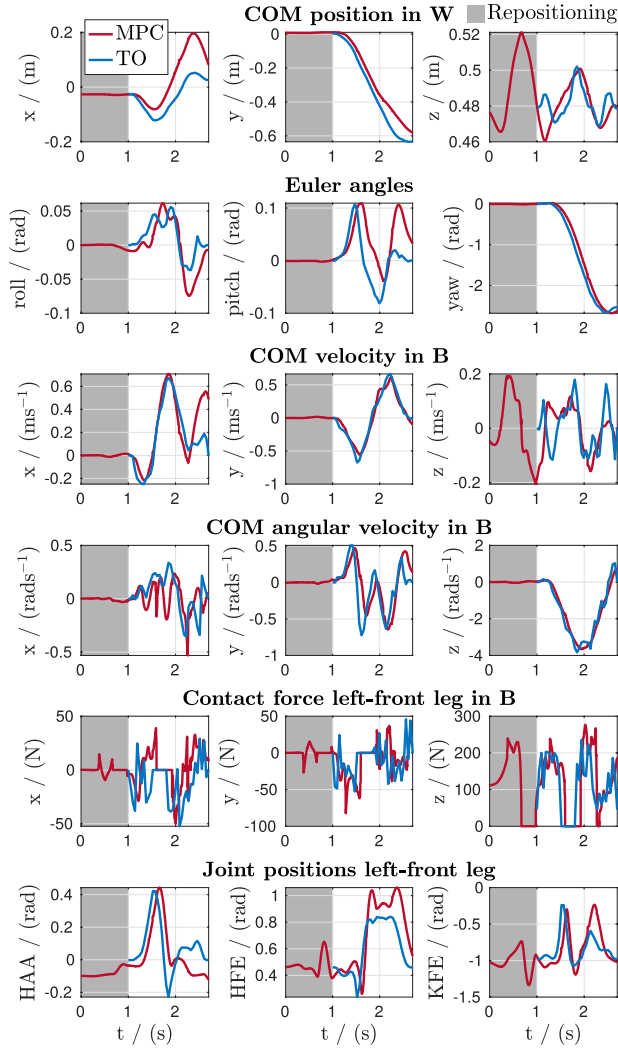 COM position in W
Repositioning
MPC
TO
x / (m)
0.2
0
-0.2
0 1 2
y / (m)
0
-0.2
-0.4
-0.6
0 1 2
z / (m)
0.52
0.5
0.48
0.46
0 1 2
Euler angles
roll / (rad)
0.05
0
-0.05
-0.1
0 1 2
pitch / (rad)
0.1
0
-0.1
0 1 2
yaw / (rad)
0
-1
-2
0 1 2
COM velocity in B
x / (ms⁻¹)
0.6
0.4
0.2
0
-0.2
0 1 2
y / (ms⁻¹)
0.5
0
-0.5
-1
0 1 2
z / (ms⁻¹)
0.2
0
-0.2
0 1 2
COM angular velocity in B
x / (rads⁻¹)
0.5
0
-0.5
0 1 2
y / (rads⁻¹)
0.5
0
-0.5
-1
0 1 2
z / (rads⁻¹)
2
0
-2
-4
0 1 2
Contact force left-front leg in B
x / (N)
50
0
-50
0 1 2
y / (N)
50
0
-50
-100
0 1 2
z / (N)
300
200
100
0
0 1 2
Joint positions left-front leg
HAA / (rad)
0.4
0.2
0
-0.2
0 1 2
t / (s)
HFE / (rad)
1
0.8
0.6
0.4
0 1 2
t / (s)
KFE / (rad)
0
-0.5
-1
-1.5
0 1 2
t / (s)